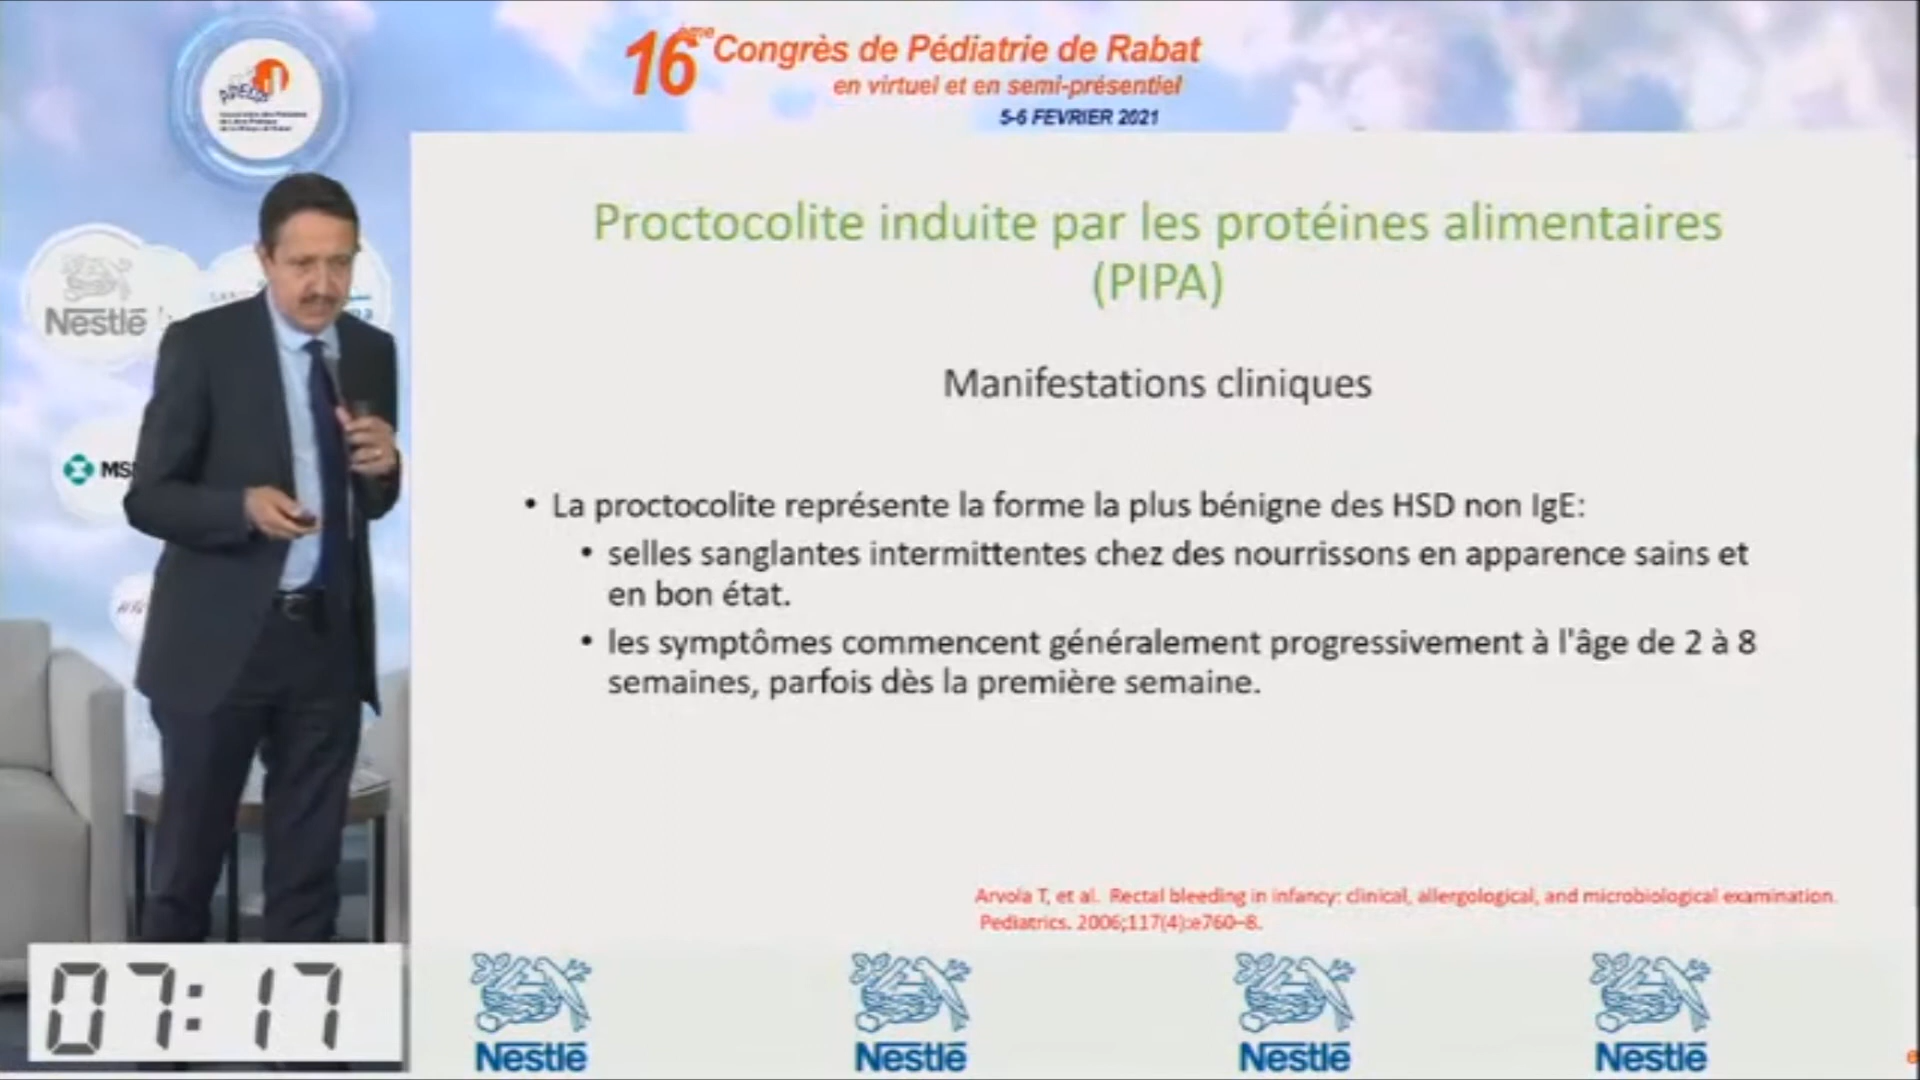 16ème Congrès de Pédiatrie de Rabat
en virtuel et en semi-présentiel
5-6 FEVRIER 2021
Proctocolite induite par les protéines alimentaires
(PIPA)
Manifestations cliniques
• La proctocolite représente la forme la plus bénigne des HSD non IgE:
• selles sanglantes intermittentes chez des nourrissons en apparence sains et
en bon état.
• les symptômes commencent généralement progressivement à l'âge de 2 à 8
semaines, parfois dès la première semaine.
Arvola T, et al. Rectal bleeding in infancy: clinical, allergological, and microbiological examination.
Pediatrics. 2006;117(4):e760–8.
Nestlé
MS
07:17
Nestlé
Nestlé
Nestlé
Nestlé